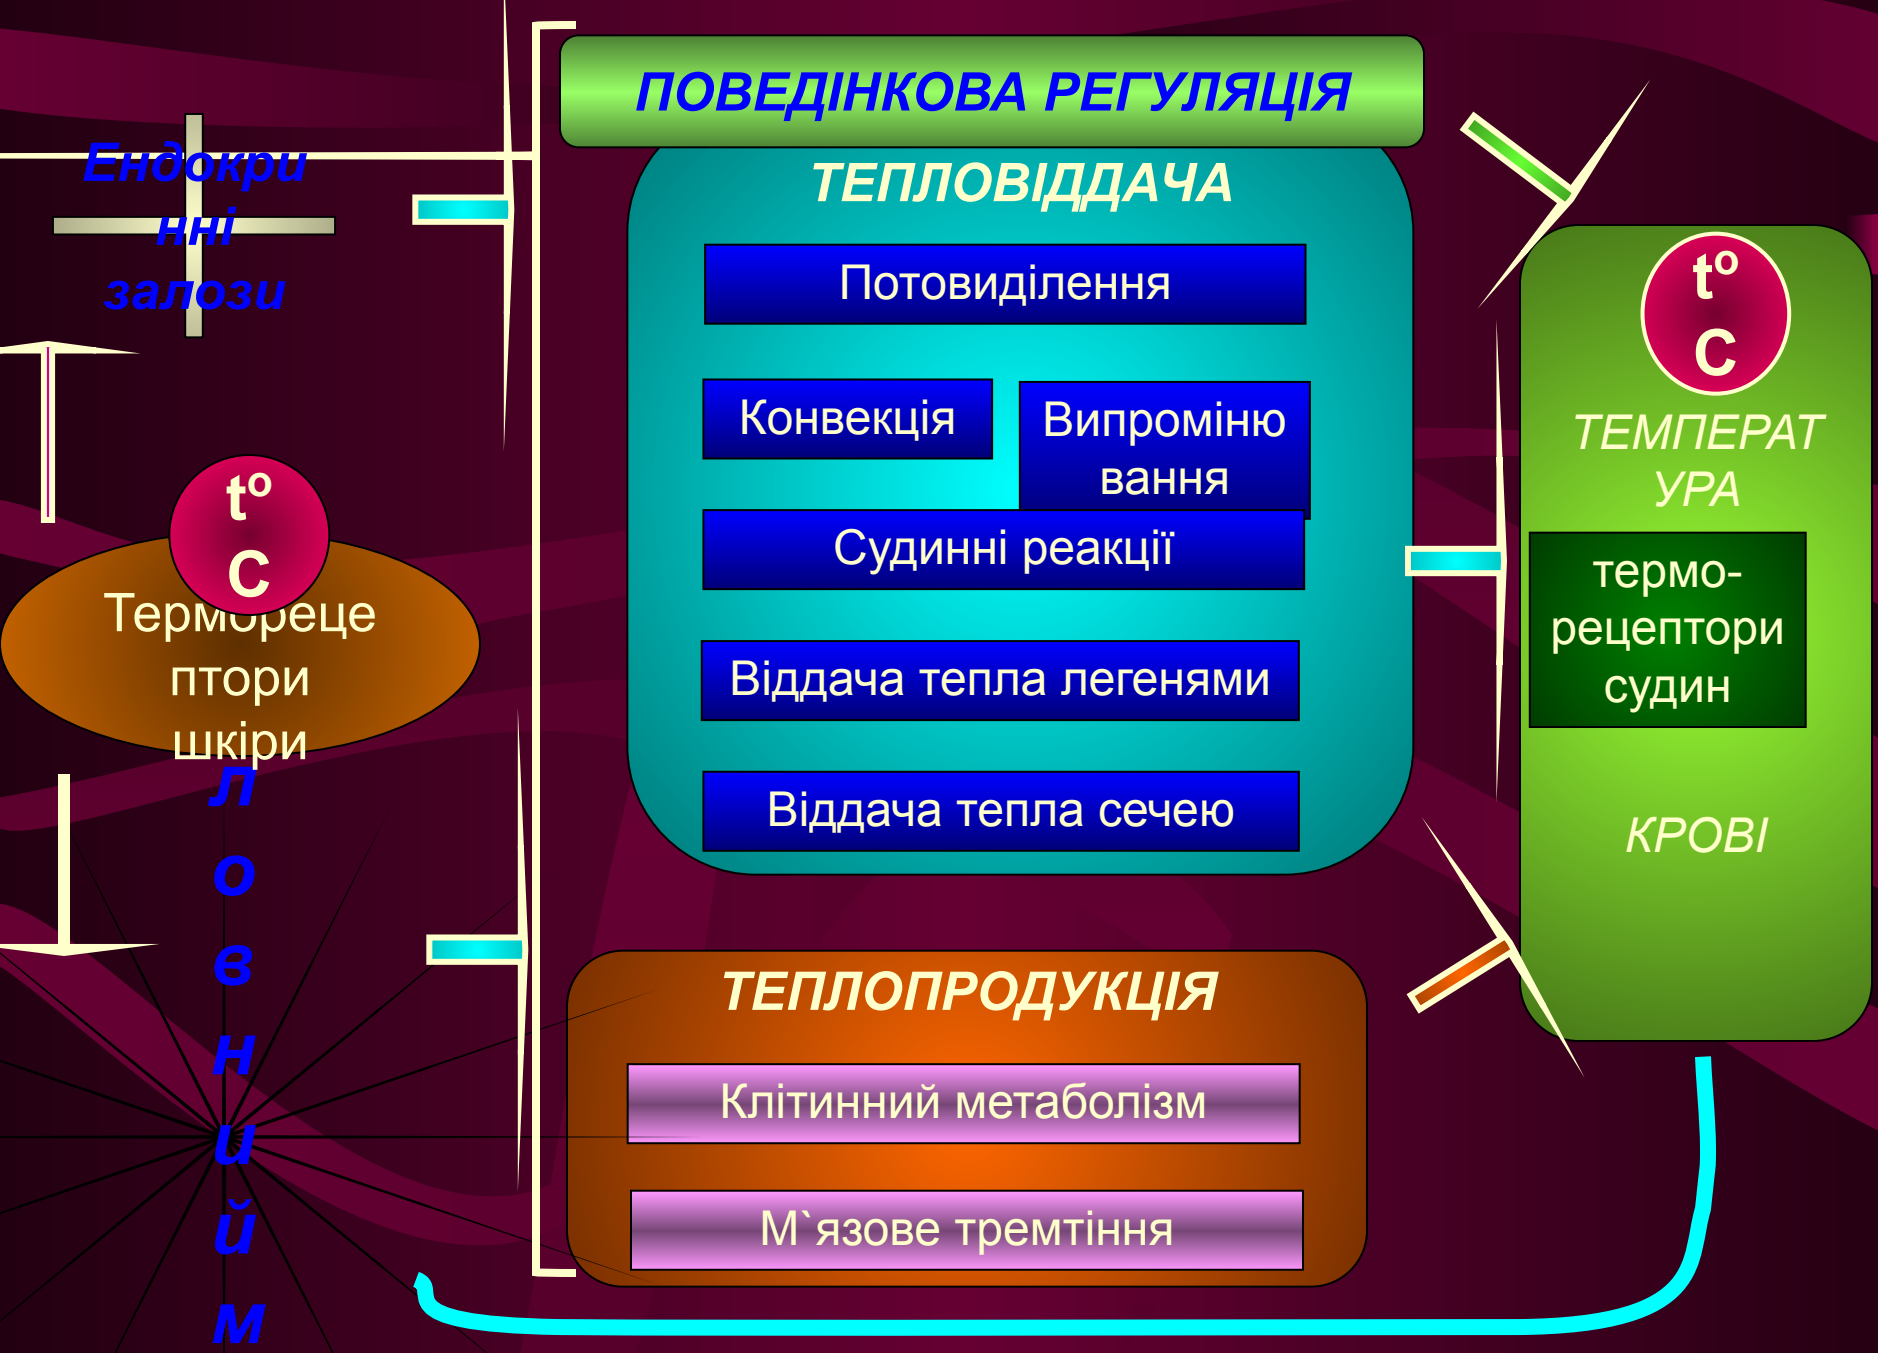 ПОВЕДІНКОВА РЕГУЛЯЦІЯ
Ендокри
нні
залози
ТЕПЛОВІДДАЧА
Потовиділення
Конвекція
Випроміню
вання
Судинні реакції
Віддача тепла легенями
Віддача тепла сечею
tº
C
Термореце
птори
шкіри
л
о
в
н
и
й
м
ТЕПЛОПРОДУКЦІЯ
Клітинний метаболізм
М`язове тремтіння
tº
C
ТЕМПЕРАТ
УРА
термо-
рецептори
судин
КРОВІ